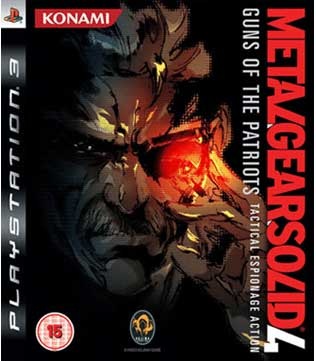 KONAMI
PLAYSTATION 3
METAL GEAR SOLID 4
GUNS OF THE PATRIOTS
TACTICAL ESPIONAGE ACTION
15